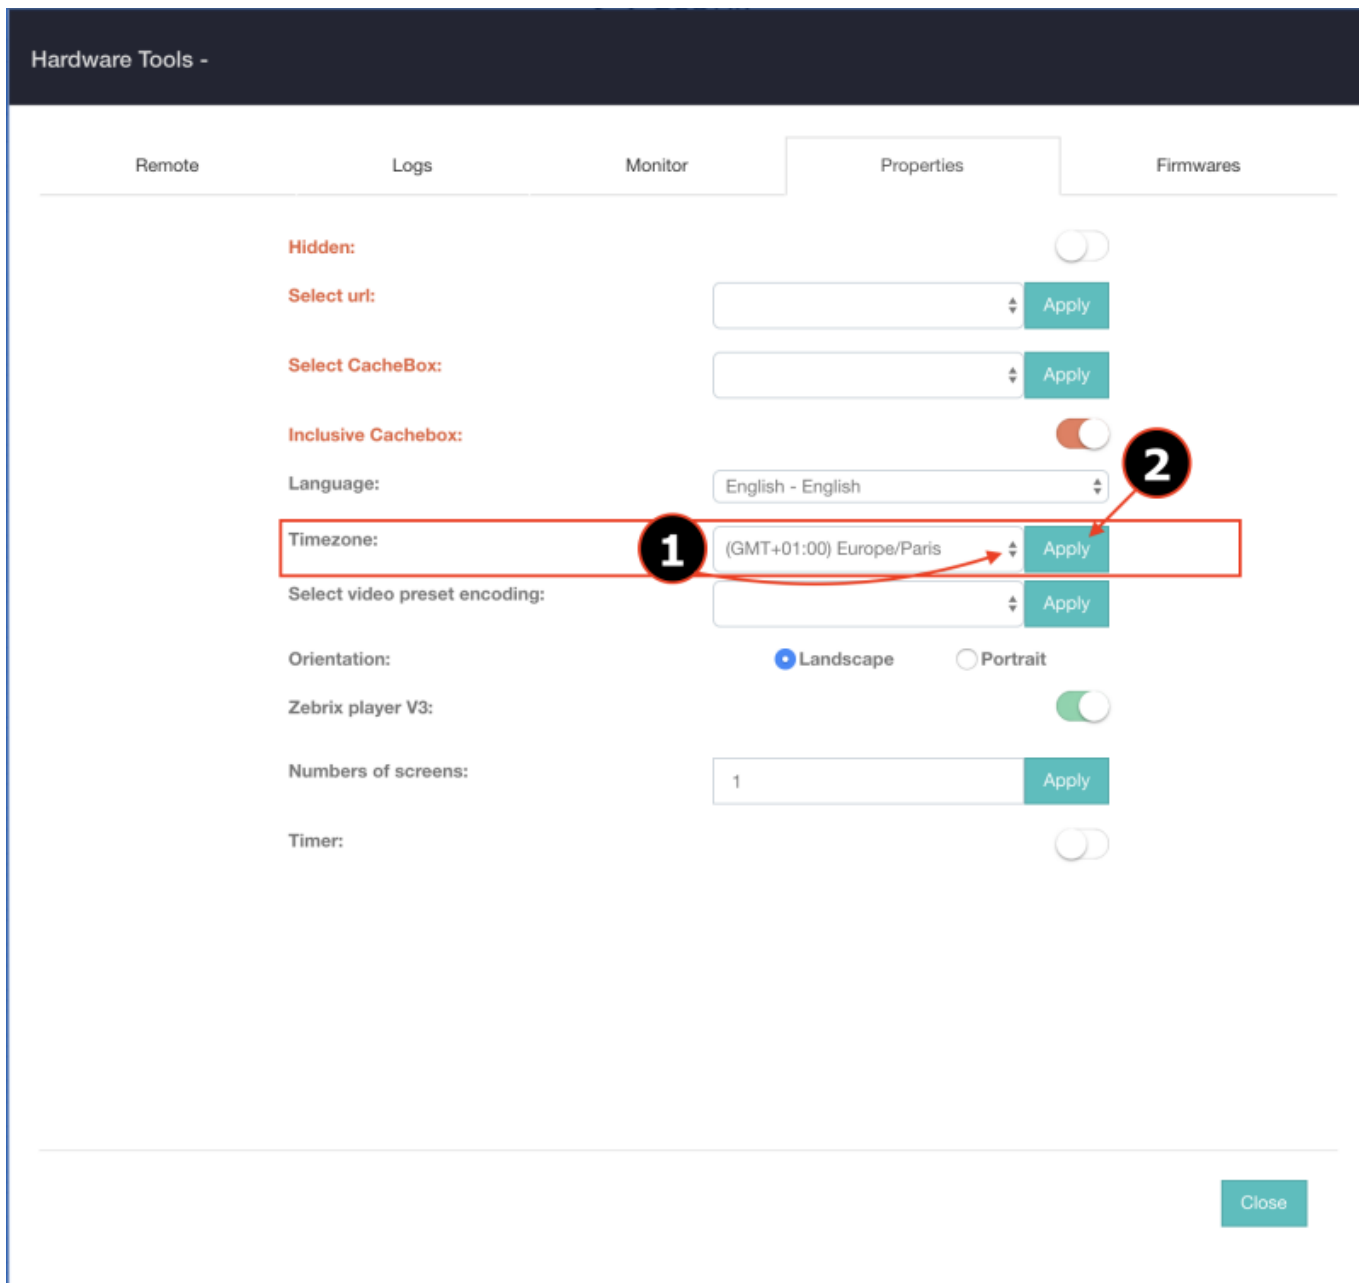 Hardware Tools -
Remote Logs Monitor Properties Firmwares
Hidden:
Select url: Apply
Select CacheBox: Apply
Inclusive Cachebox:
2
Language: English - English
Timezone: 1 (GMT+01:00) Europe/Paris Apply
Select video preset encoding: Apply
Orientation: Landscape Portrait
Zebrix player V3:
Numbers of screens: 1 Apply
Timer:
Close